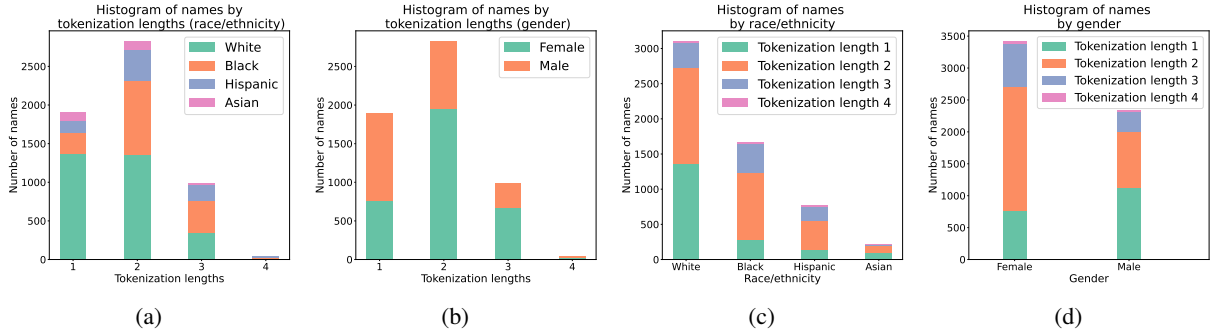 Histogram of names by
tokenization lengths (race/ethnicity)
Number of names
2500
2000
1500
1000
500
0
White
Black
Hispanic
Asian
1 2 3 4
Tokenization lengths
(a)
Histogram of names by
tokenization lengths (gender)
Number of names
2500
2000
1500
1000
500
0
Female
Male
1 2 3 4
Tokenization lengths
(b)
Histogram of names
by race/ethnicity
Number of names
3000
2500
2000
1500
1000
500
0
Tokenization length 1
Tokenization length 2
Tokenization length 3
Tokenization length 4
White Black Hispanic Asian
Race/ethnicity
(c)
Histogram of names
by gender
Number of names
3500
3000
2500
2000
1500
1000
500
0
Tokenization length 1
Tokenization length 2
Tokenization length 3
Tokenization length 4
Female Male
Gender
(d)